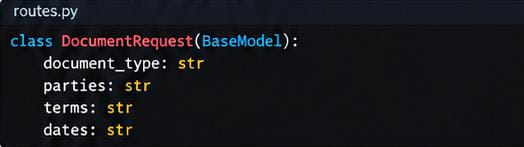 routes.py
class DocumentRequest(BaseModel):
    document_type: str
    parties: str
    terms: str
    dates: str